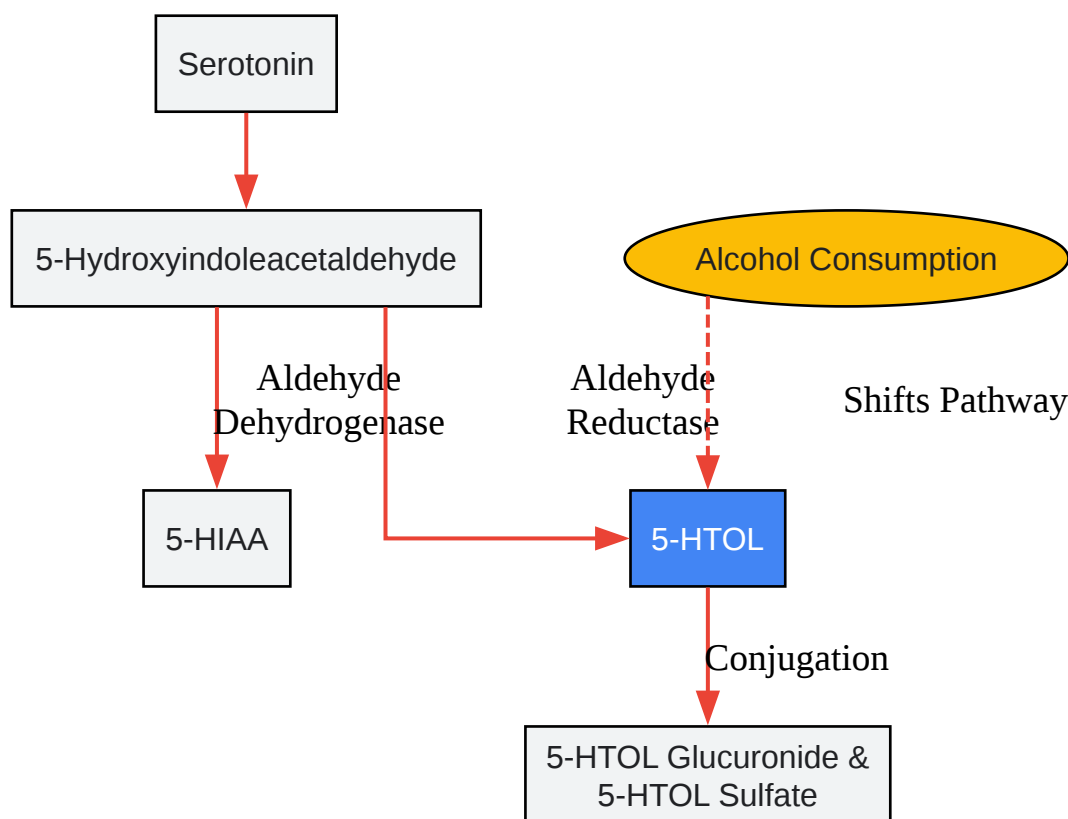 Serotonin
5-Hydroxyindoleacetaldehyde
Alcohol Consumption
Aldehyde
Dehydrogenase
Aldehyde
Reductase
Shifts Pathway
5-HIAA
5-HTOL
Conjugation
5-HTOL Glucuronide &
5-HTOL Sulfate